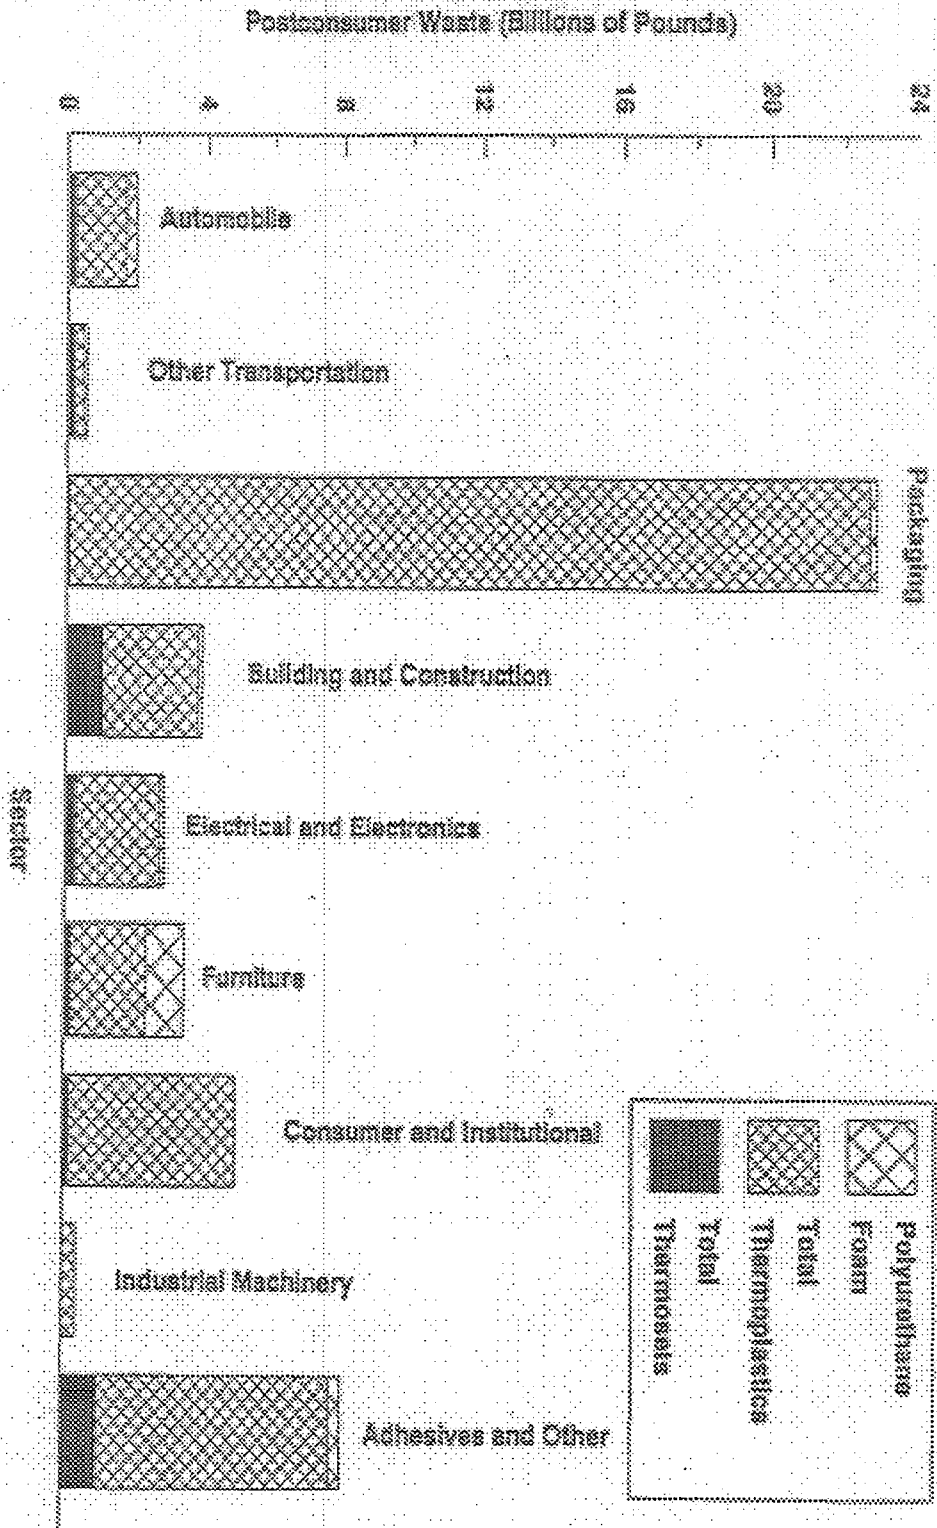 Postconsumer Waste (Billions of Pounds)
0
4
8
12
16
20
24
Automobile
Other Transportation
Packaging
Building and Construction
Electrical and Electronics
Furniture
Consumer and Institutional
Industrial Machinery
Adhesives and Other
Sector
Polyurethane
Foam
Total
Thermoplastics
Total
Thermosets